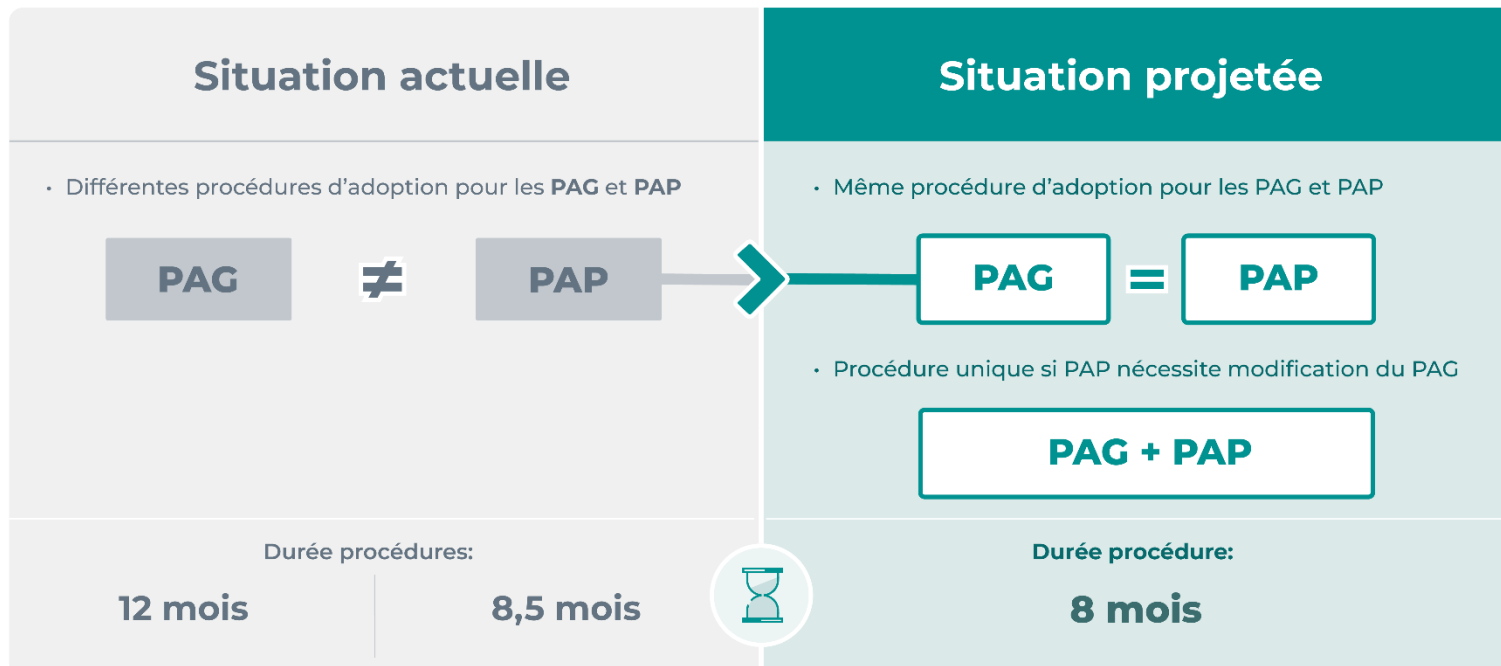 Situation actuelle
• Différentes procédures d'adoption pour les PAG et PAP
PAG ≠ PAP
Durée procédures:
12 mois
8,5 mois
Situation projetée
• Même procédure d'adoption pour les PAG et PAP
PAG = PAP
• Procédure unique si PAP nécessite modification du PAG
PAG + PAP
Durée procédure:
8 mois